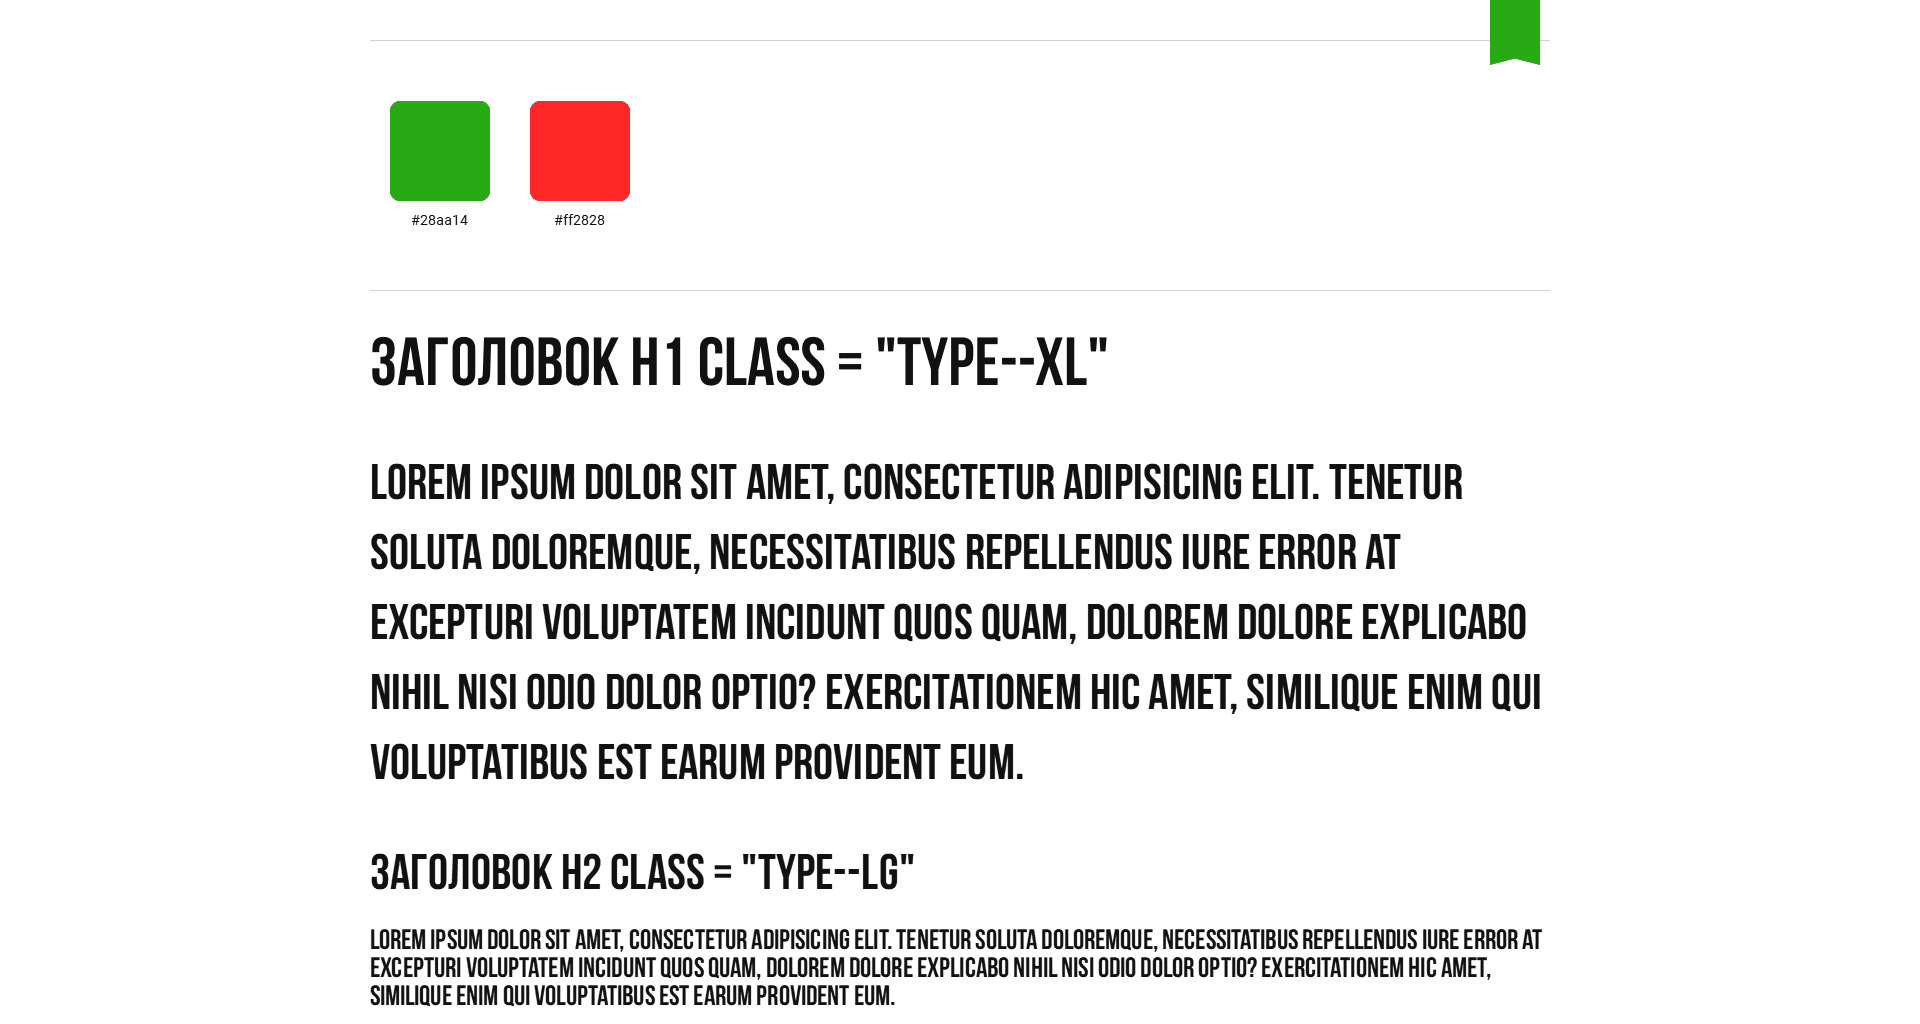 #28aa14 #ff2828
ЗАГОЛОВОК H1 CLASS = "TYPE--XL"
LOREM IPSUM DOLOR SIT AMET, CONSECTETUR ADIPISICING ELIT. TENETUR
SOLUTA DOLOREMQUE, NECESSITATIBUS REPELLENDUS IURE ERROR AT
EXCEPTURI VOLUPTATEM INCIDUNT QUOS QUAM, DOLOREM DOLORE EXPLICABO
NIHIL NISI ODIO DOLOR OPTIO? EXERCITATIONEM HIC AMET, SIMILIQUE ENIM QUI
VOLUPTATIBUS EST EARUM PROVIDENT EUM.
ЗАГОЛОВОК H2 CLASS = "TYPE--LG"
LOREM IPSUM DOLOR SIT AMET, CONSECTETUR ADIPISICING ELIT. TENETUR SOLUTA DOLOREMQUE, NECESSITATIBUS REPELLENDUS IURE ERROR AT
EXCEPTURI VOLUPTATEM INCIDUNT QUOS QUAM, DOLOREM DOLORE EXPLICABO NIHIL NISI ODIO DOLOR OPTIO? EXERCITATIONEM HIC AMET,
SIMILIQUE ENIM QUI VOLUPTATIBUS EST EARUM PROVIDENT EUM.